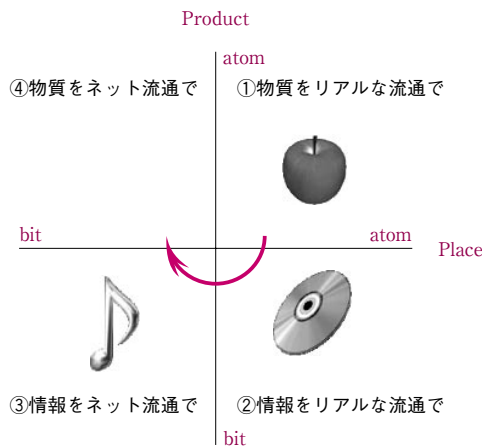 Product
atom
④物質をネット流通で
①物質をリアルな流通で
bit
atom
Place
③情報をネット流通で
②情報をリアルな流通で
bit